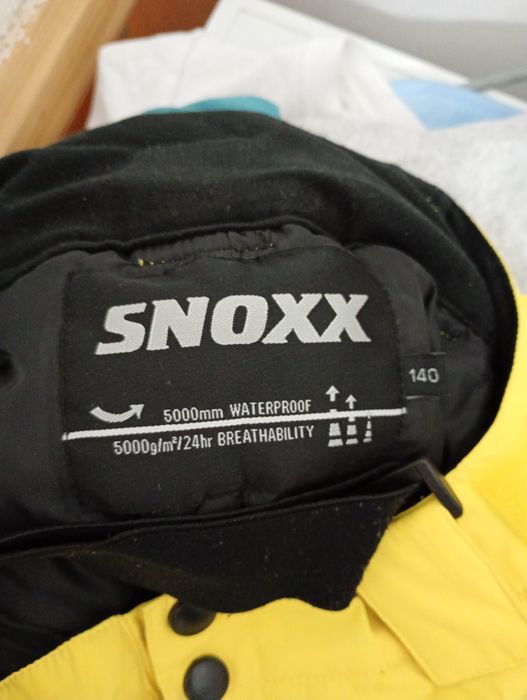 SNOXX
140
5000mm WATERPROOF
5000g/m²/24hr BREATHABILITY